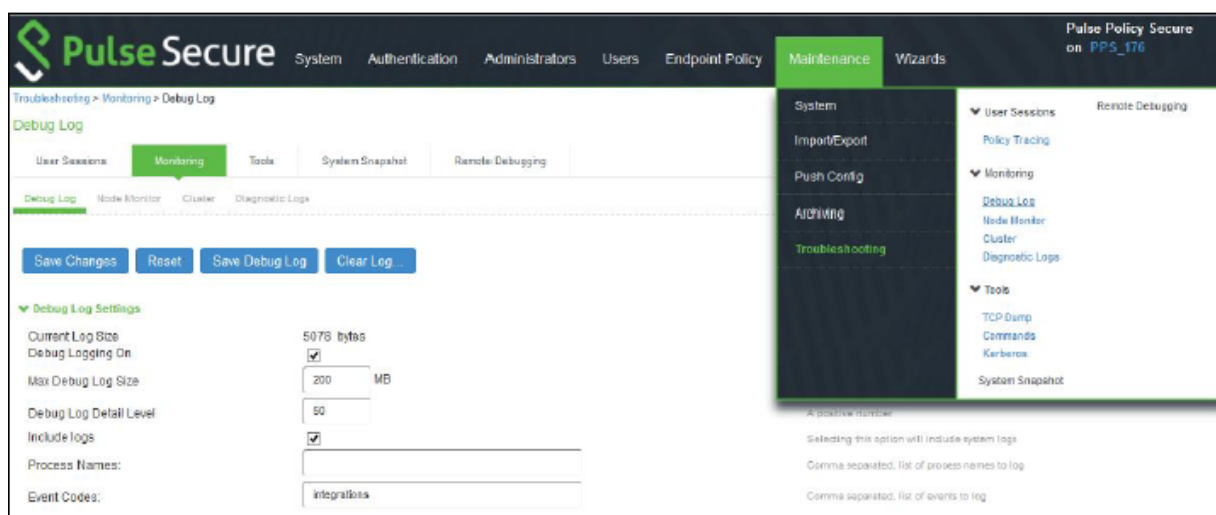 Pulse Secure
System Authentication Administrators Users Endpoint Policy Maintenance Wizards
Pulse Policy Secure
on PPS_176
Troubleshooting > Monitoring > Debug Log
Debug Log
User Sessions Monitoring Tools System Snapshot Remote Debugging
Debug Log Node Monitor Cluster Diagnostic Logs
Save Changes Reset Save Debug Log Clear Log...
Debug Log Settings
Current Log Size 5078 bytes
Debug Logging On
Max Debug Log Size 200 MB
Debug Log Detail Level 50 A positive number
Include logs Selecting this option will include system logs
Process Names: Comma separated, list of process names to log
Event Codes: integrations Comma separated, list of events to log
System
Import/Export
Push Config
Archiving
Troubleshooting
User Sessions
Policy Tracing
Monitoring
Debug Log
Node Monitor
Cluster
Diagnostic Logs
Tools
TCP Dump
Commands
Kerberos
System Snapshot
Remote Debugging